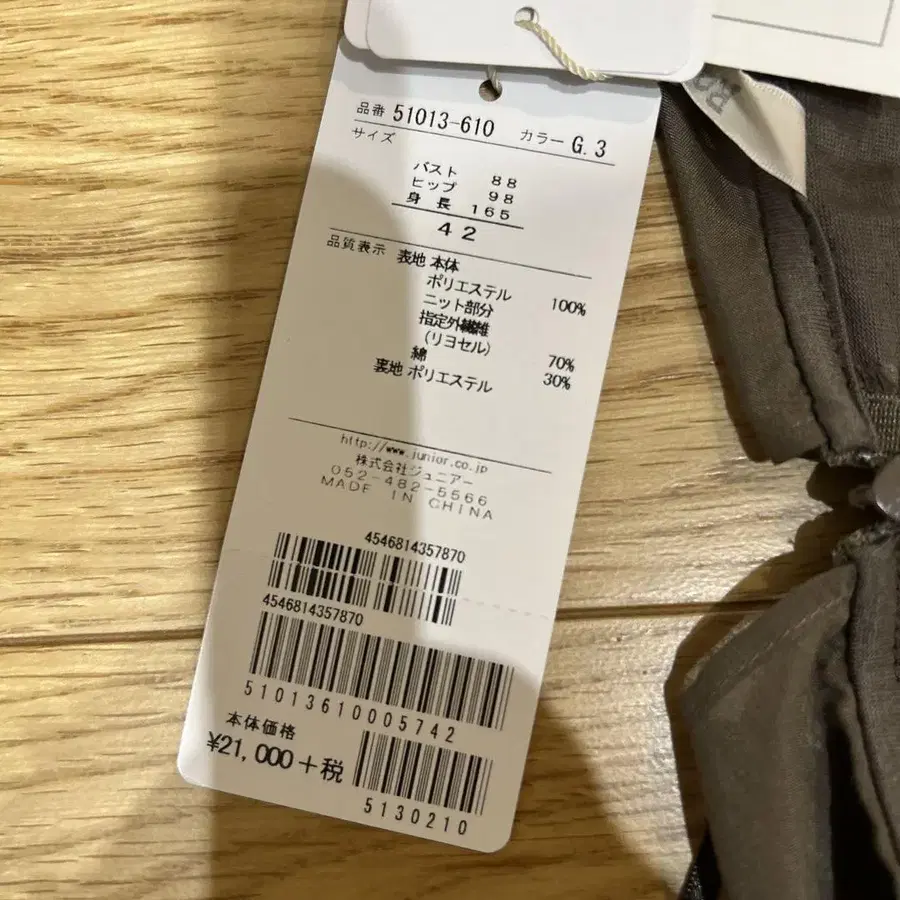 品番 51013-610 カラー G.3
サイズ
バスト 88
ヒップ 98
身長 165
42
品質表示 表地 本体
ポリエステル 100%
ニット部分
指定外繊維
(リヨセル) 70%
綿 30%
裏地 ポリエステル
http://www.junior.co.jp
株式会社ジュニアー
052-482-5566
MADE IN CHINA
4546814357870
4546814357870
51013610005742
本体価格
¥21,000+税
5130210